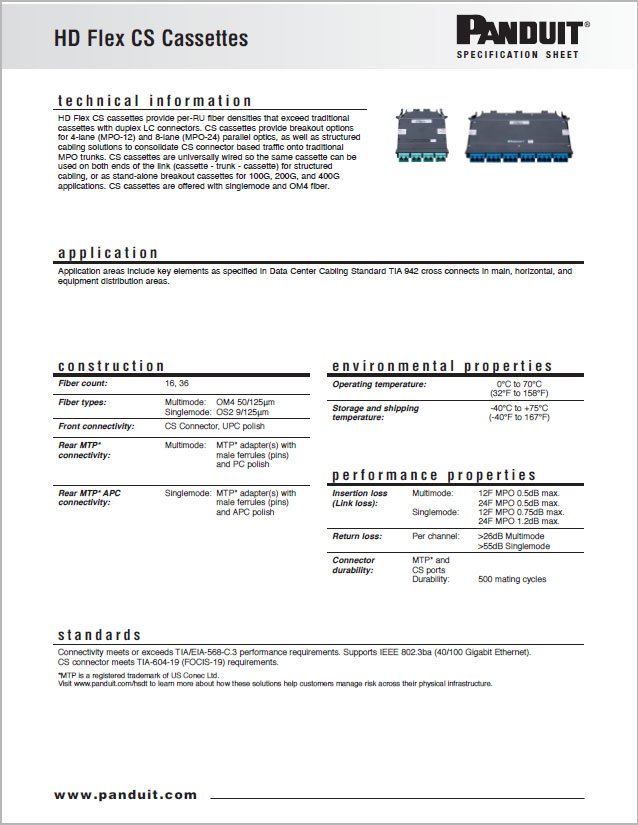 HD Flex CS Cassettes
PANDUIT®
SPECIFICATION SHEET
technical information
HD Flex CS cassettes provide per-RU fiber densities that exceed traditional
cassettes with duplex LC connectors. CS cassettes provide breakout options
for 4-lane (MPO-12) and 8-lane (MPO-24) parallel optics, as well as structured
cabling solutions to consolidate CS connector based traffic onto traditional
MPO trunks. CS cassettes are universally wired so the same cassette can be
used on both ends of the link (cassette - trunk - cassette) for structured
cabling, or as stand-alone breakout cassettes for 100G, 200G, and 400G
applications. CS cassettes are offered with singlemode and OM4 fiber.
application
Application areas include key elements as specified in Data Center Cabling Standard TIA 942 cross connects in main, horizontal, and
equipment distribution areas.
construction
Fiber count: 16, 36
Fiber types: Multimode: OM4 50/125µm
Singlemode: OS2 9/125µm
Front connectivity: CS Connector, UPC polish
Rear MTP* Multimode: MTP* adapter(s) with
connectivity: male ferrules (pins)
and PC polish
Rear MTP* APC Singlemode: MTP* adapter(s) with
connectivity: male ferrules (pins)
and APC polish
environmental properties
Operating temperature: 0°C to 70°C
(32°F to 158°F)
Storage and shipping -40°C to +75°C
temperature: (-40°F to 167°F)
performance properties
Insertion loss Multimode: 12F MPO 0.5dB max.
(Link loss): 24F MPO 0.5dB max.
Singlemode: 12F MPO 0.75dB max.
24F MPO 1.2dB max.
Return loss: Per channel: >26dB Multimode
>55dB Singlemode
Connector MTP* and
durability: CS ports
Durability: 500 mating cycles
standards
Connectivity meets or exceeds TIA/EIA-568-C.3 performance requirements. Supports IEEE 802.3ba (40/100 Gigabit Ethernet).
CS connector meets TIA-604-19 (FOCIS-19) requirements.
*MTP is a registered trademark of US Conec Ltd.
Visit www.panduit.com/hsdt to learn more about how these solutions help customers manage risk across their physical infrastructure.
www.panduit.com